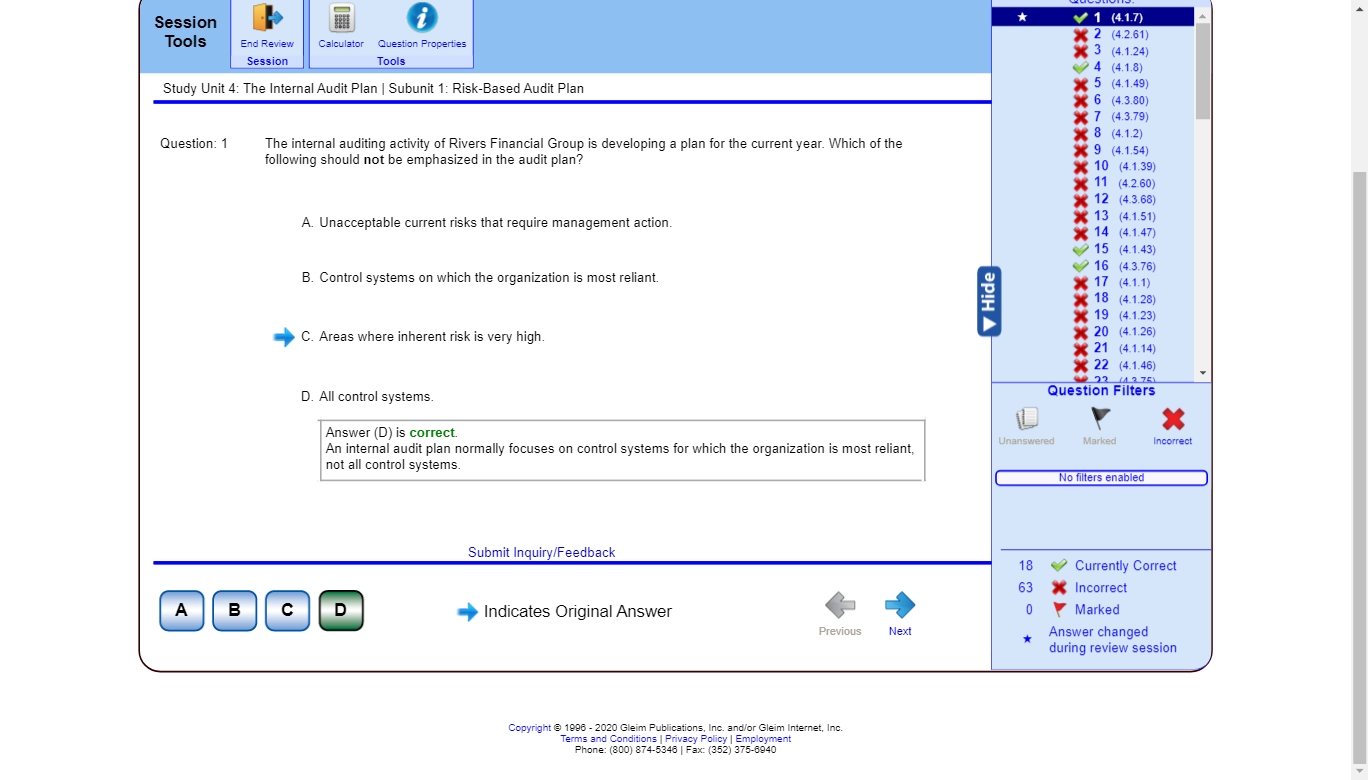 Session
Tools
End Review
Session
Calculator
Question Properties
Tools
Study Unit 4: The Internal Audit Plan | Subunit 1: Risk-Based Audit Plan
Question: 1
The internal auditing activity of Rivers Financial Group is developing a plan for the current year. Which of the
following should not be emphasized in the audit plan?
A. Unacceptable current risks that require management action.
B. Control systems on which the organization is most reliant.
C. Areas where inherent risk is very high.
D. All control systems.
Answer (D) is correct.
An internal audit plan normally focuses on control systems for which the organization is most reliant,
not all control systems.
Submit Inquiry/Feedback
A
B
C
D
Indicates Original Answer
Previous
Next
Questions:
1 (4.1.7)
2 (4.2.61)
3 (4.1.24)
4 (4.1.8)
5 (4.1.49)
6 (4.3.80)
7 (4.3.79)
8 (4.1.2)
9 (4.1.54)
10 (4.1.39)
11 (4.2.60)
12 (4.3.68)
13 (4.1.51)
14 (4.1.47)
15 (4.1.43)
16 (4.3.76)
17 (4.1.1)
18 (4.1.28)
19 (4.1.23)
20 (4.1.26)
21 (4.1.14)
22 (4.1.46)
23 (4.3.75)
Hide
Question Filters
Unanswered
Marked
Incorrect
No filters enabled
18 Currently Correct
63 Incorrect
0 Marked
Answer changed
during review session
Copyright © 1996 - 2020 Gleim Publications, Inc. and/or Gleim Internet, Inc.
Terms and Conditions | Privacy Policy | Employment
Phone: (800) 874-5346 | Fax: (352) 375-6940